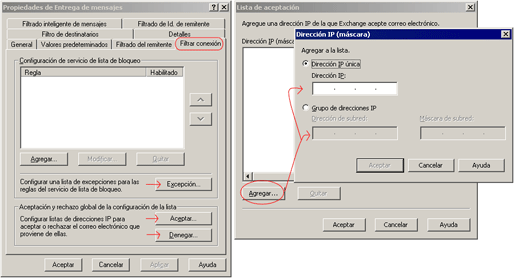 Propiedades de Entrega de mensajes
Filtrado inteligente de mensajes
Filtrado de Id. de remitente
Filtro de destinatarios
Detalles
General
Valores predeterminados
Filtrado del remitente
Filtrar conexión
Configuración de servicio de lista de bloqueo
Regla
Habilitado
Agregar...
Modificar...
Quitar
Configurar una lista de excepciones para las
reglas del servicio de lista de bloqueo.
Excepción...
Aceptación y rechazo global de la configuración de la lista
Configurar listas de direcciones IP para
aceptar o rechazar el correo electrónico que
proviene de ellas.
Aceptar...
Denegar...
Aceptar
Cancelar
Aplicar
Ayuda
Lista de aceptación
Agregue una dirección IP de la que Exchange acepte correo electrónico.
Dirección IP (másc
Agregar...
Quitar
Aceptar
Cancelar
Ayuda
Dirección IP (máscara)
Agregar a la lista.
Dirección IP única
Dirección IP:
Grupo de direcciones IP
Dirección de subred:
Máscara de subred:
Aceptar
Cancelar
Ayuda